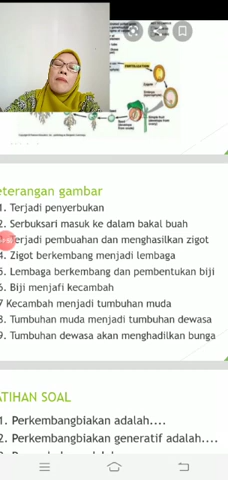 FERTILIZATION
Zygote
eterangan gambar
1. Terjadi penyerbukan
2. Serbuksari masuk ke dalam bakal buah
erjadi pembuahan dan menghasilkan zigot
4. Zigot berkembang menjadi lembaga
5. Lembaga berkembang dan pembentukan biji
6. Biji menjafi kecambah
7 Kecambah menjadi tumbuhan muda
8. Tumbuhan muda menjadi tumbuhan dewasa
9. Tumbuhan dewasa akan menghadilkan bunga
ATIHAN SOAL
1. Perkembangbiakan adalah....
2. Perkembangbiakan generatif adalah....